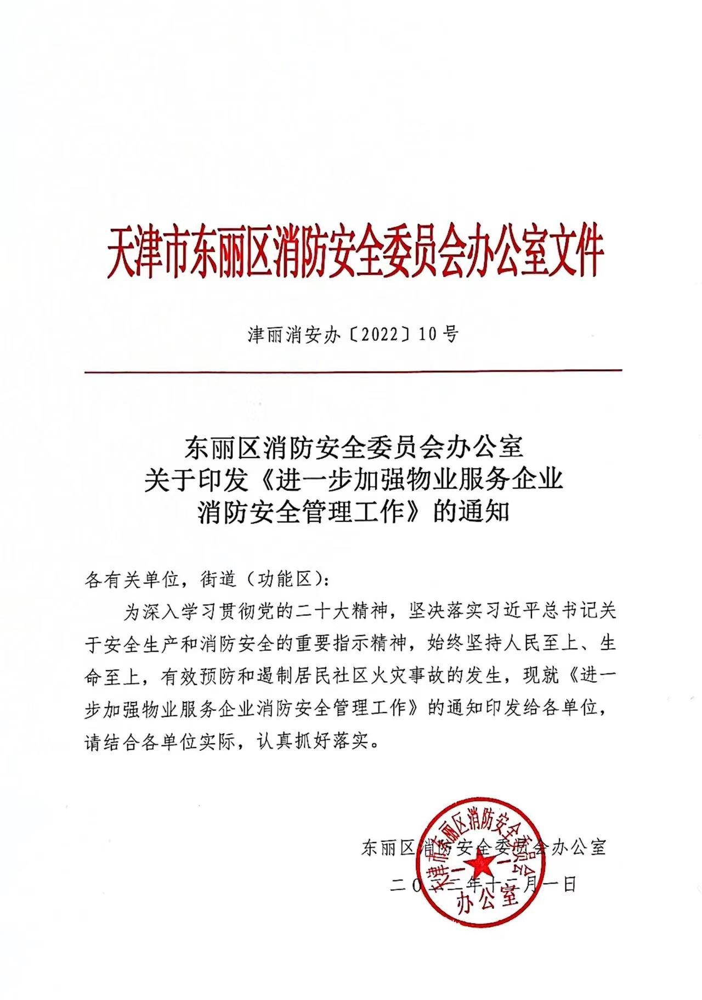 天津市东丽区消防安全委员会办公室文件
津丽消安办〔2022〕10号
东丽区消防安全委员会办公室
关于印发《进一步加强物业服务企业
消防安全管理工作》的通知
各有关单位，街道（功能区）：
为深入学习贯彻党的二十大精神，坚决落实习近平总书记关
于安全生产和消防安全的重要指示精神，始终坚持人民至上、生
命至上，有效预防和遏制居民社区火灾事故的发生，现就《进一
步加强物业服务企业消防安全管理工作》的通知印发给各单位，
请结合各单位实际，认真抓好落实。
东丽区消防安全委员会办公室
二〇二二年十二月一日
天津市东丽区消防安全委员会
办公室